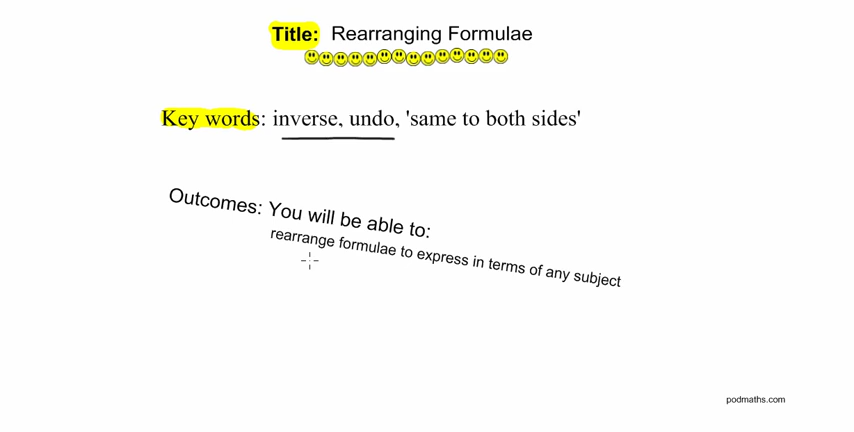 Title: Rearranging Formulae
Key words: inverse, undo, 'same to both sides'
Outcomes: You will be able to:
rearrange formulae to express in terms of any subject
podmaths.com